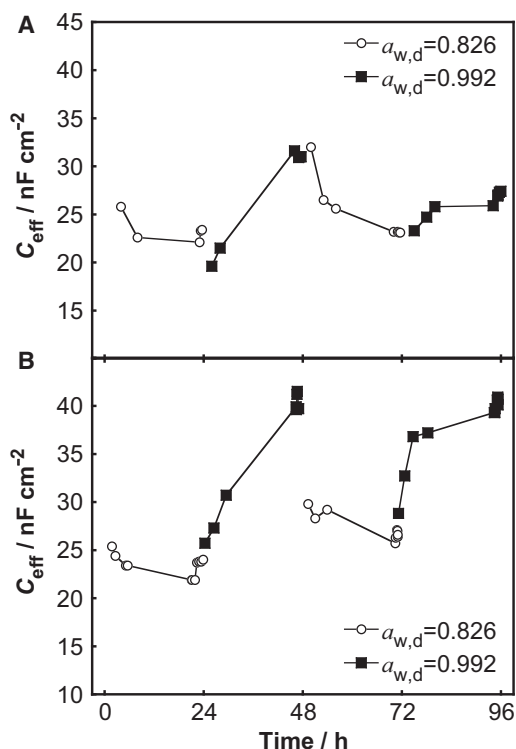 A
45
40
35
30
25
20
15
C_eff / nF cm⁻²
a_w,d=0.826
a_w,d=0.992
B
40
35
30
25
20
15
10
C_eff / nF cm⁻²
a_w,d=0.826
a_w,d=0.992
0 24 48 72 96
Time / h